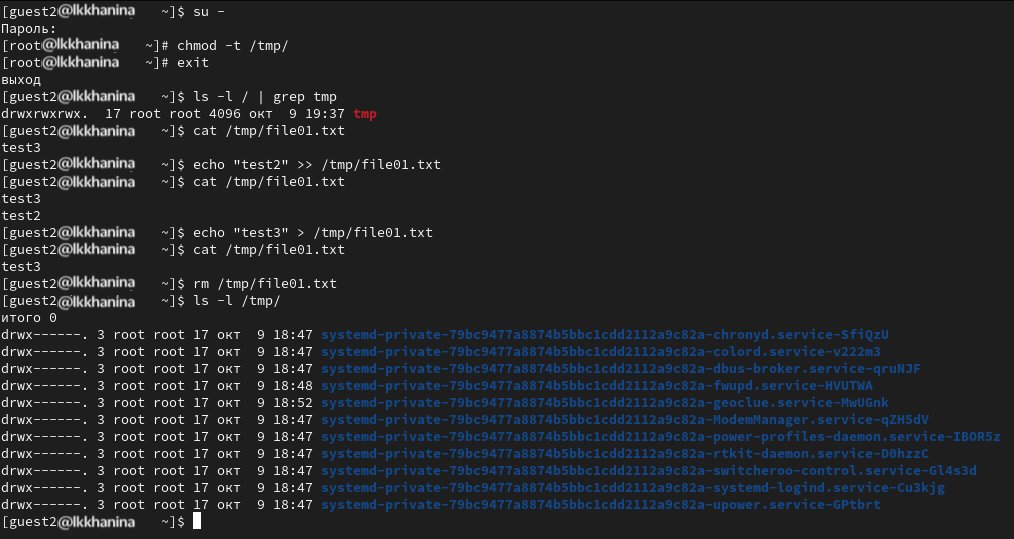 [guest2@lkkhanina ~]$ su -
Пароль:
[root@lkkhanina ~]# chmod -t /tmp/
[root@lkkhanina ~]# exit
выход
[guest2@lkkhanina ~]$ ls -l / | grep tmp
drwxrwxrwx. 17 root root 4096 окт 9 19:37 tmp
[guest2@lkkhanina ~]$ cat /tmp/file01.txt
test3
[guest2@lkkhanina ~]$ echo "test2" >> /tmp/file01.txt
[guest2@lkkhanina ~]$ cat /tmp/file01.txt
test3
test2
[guest2@lkkhanina ~]$ echo "test3" > /tmp/file01.txt
[guest2@lkkhanina ~]$ cat /tmp/file01.txt
test3
[guest2@lkkhanina ~]$ rm /tmp/file01.txt
[guest2@lkkhanina ~]$ ls -l /tmp/
итого 0
drwx------. 3 root root 17 окт 9 18:47 systemd-private-79bc9477a8874b5bbc1cdd2112a9c82a-chronyd.service-SfiQzU
drwx------. 3 root root 17 окт 9 18:47 systemd-private-79bc9477a8874b5bbc1cdd2112a9c82a-colord.service-v222m3
drwx------. 3 root root 17 окт 9 18:47 systemd-private-79bc9477a8874b5bbc1cdd2112a9c82a-dbus-broker.service-qruNJF
drwx------. 3 root root 17 окт 9 18:48 systemd-private-79bc9477a8874b5bbc1cdd2112a9c82a-fwupd.service-HVUTWA
drwx------. 3 root root 17 окт 9 18:52 systemd-private-79bc9477a8874b5bbc1cdd2112a9c82a-geoclue.service-MwUGnk
drwx------. 3 root root 17 окт 9 18:47 systemd-private-79bc9477a8874b5bbc1cdd2112a9c82a-ModemManager.service-qZH5dV
drwx------. 3 root root 17 окт 9 18:47 systemd-private-79bc9477a8874b5bbc1cdd2112a9c82a-power-profiles-daemon.service-IBOR5z
drwx------. 3 root root 17 окт 9 18:47 systemd-private-79bc9477a8874b5bbc1cdd2112a9c82a-rtkit-daemon.service-D0hzzC
drwx------. 3 root root 17 окт 9 18:47 systemd-private-79bc9477a8874b5bbc1cdd2112a9c82a-switcheroo-control.service-Gl4s3d
drwx------. 3 root root 17 окт 9 18:47 systemd-private-79bc9477a8874b5bbc1cdd2112a9c82a-systemd-logind.service-Cu3kjg
drwx------. 3 root root 17 окт 9 18:47 systemd-private-79bc9477a8874b5bbc1cdd2112a9c82a-upower.service-GPtbrt
[guest2@lkkhanina ~]$